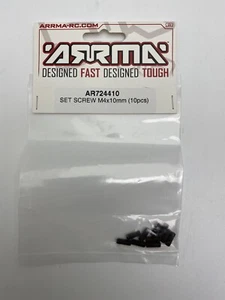 ARRMA-RC.COM
ARRMA
DESIGNED FAST DESIGNED TOUGH
AR724410
SET SCREW M4x10mm (10pcs)